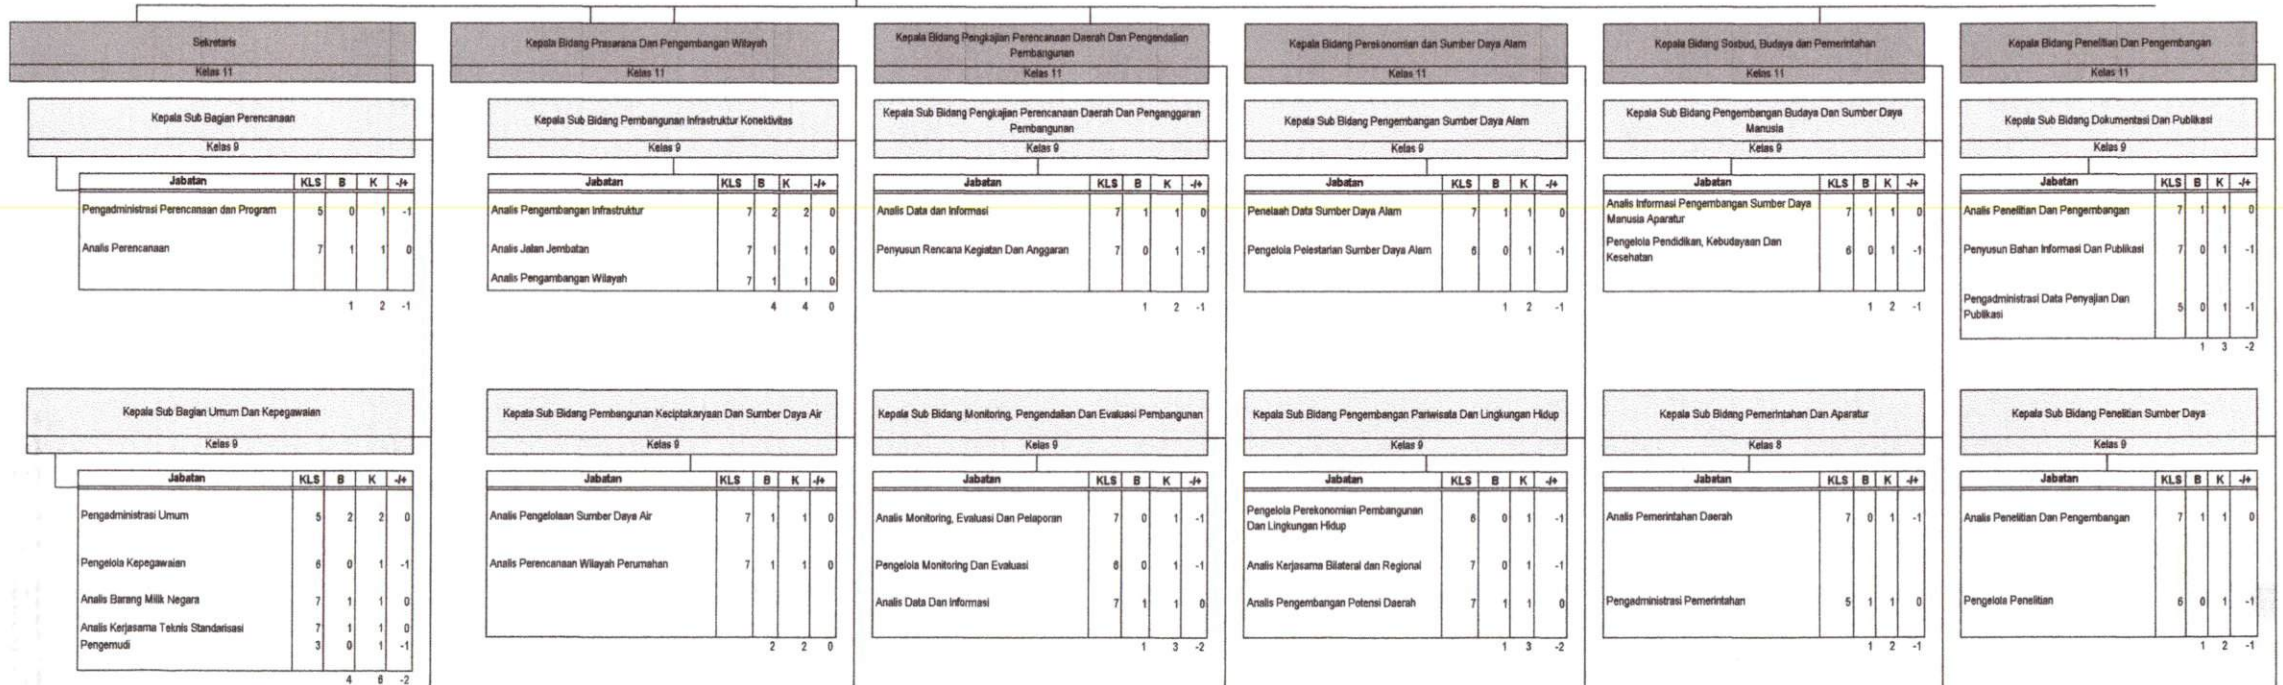 Sekretaris
Kelas 11
Kepala Sub Bagian Perencanaan
Kelas 9
Jabatan KLS B K -/+
Pengadministrasi Perencanaan dan Program 5 0 1 -1
Analis Perencanaan 7 1 1 0
1 2 -1
Kepala Sub Bagian Umum Dan Kepegawaian
Kelas 9
Jabatan KLS B K -/+
Pengadministrasi Umum 5 2 2 0
Pengelola Kepegawaian 6 0 1 -1
Analis Barang Milik Negara 7 1 1 0
Analis Kerjasama Teknis Standarisasi 7 1 1 0
Pengemudi 3 0 1 -1
4 6 -2
Kepala Bidang Prasarana Dan Pengembangan Wilayah
Kelas 11
Kepala Sub Bidang Pembangunan Infrastruktur Konektivitas
Kelas 9
Jabatan KLS B K -/+
Analis Pengembangan Infrastruktur 7 2 2 0
Analis Jalan Jembatan 7 1 1 0
Analis Pengambangan Wilayah 7 1 1 0
4 4 0
Kepala Sub Bidang Pembangunan Keciptakaryaan Dan Sumber Daya Air
Kelas 9
Jabatan KLS B K -/+
Analis Pengelolaan Sumber Daya Air 7 1 1 0
Analis Perencanaan Wilayah Perumahan 7 1 1 0
2 2 0
Kepala Bidang Pengkajian Perencanaan Daerah Dan Pengendalian
Pembangunan
Kelas 11
Kepala Sub Bidang Pengkajian Perencanaan Daerah Dan Penganggaran
Pembangunan
Kelas 9
Jabatan KLS B K -/+
Analis Data dan Informasi 7 1 1 0
Penyusun Rencana Kegiatan Dan Anggaran 7 0 1 -1
1 2 -1
Kepala Sub Bidang Monitoring, Pengendalian Dan Evaluasi Pembangunan
Kelas 9
Jabatan KLS B K -/+
Analis Monitoring, Evaluasi Dan Pelaporan 7 0 1 -1
Pengelola Monitoring Dan Evaluasi 6 0 1 -1
Analis Data Dan Informasi 7 1 1 0
1 3 -2
Kepala Bidang Perekonomian dan Sumber Daya Alam
Kelas 11
Kepala Sub Bidang Pengembangan Sumber Daya Alam
Kelas 9
Jabatan KLS B K -/+
Penelaah Data Sumber Daya Alam 7 1 1 0
Pengelola Pelestarian Sumber Daya Alam 6 0 1 -1
1 2 -1
Kepala Sub Bidang Pengembangan Pariwisata Dan Lingkungan Hidup
Kelas 9
Jabatan KLS B K -/+
Pengelola Perekonomian Pembangunan
Dan Lingkungan Hidup 6 0 1 -1
Analis Kerjasama Bilateral dan Regional 7 0 1 -1
Analis Pengembangan Potensi Daerah 7 1 1 0
1 3 -2
Kepala Bidang Sosbud, Budaya dan Pemerintahan
Kelas 11
Kepala Sub Bidang Pengembangan Budaya Dan Sumber Daya
Manusia
Kelas 9
Jabatan KLS B K -/+
Analis Informasi Pengembangan Sumber Daya
Manusia Aparatur 7 1 1 0
Pengelola Pendidikan, Kebudayaan Dan
Kesehatan 6 0 1 -1
1 2 -1
Kepala Sub Bidang Pemerintahan Dan Aparatur
Kelas 8
Jabatan KLS B K -/+
Analis Pemerintahan Daerah 7 0 1 -1
Pengadministrasi Pemerintahan 5 1 1 0
1 2 -1
Kepala Bidang Penelitian Dan Pengembangan
Kelas 11
Kepala Sub Bidang Dokumentasi Dan Publikasi
Kelas 9
Jabatan KLS B K -/+
Analis Penelitian Dan Pengembangan 7 1 1 0
Penyusun Bahan Informasi Dan Publikasi 7 0 1 -1
Pengadministrasi Data Penyajian Dan
Publikasi 5 0 1 -1
1 3 -2
Kepala Sub Bidang Penelitian Sumber Daya
Kelas 9
Jabatan KLS B K -/+
Analis Penelitian Dan Pengembangan 7 1 1 0
Pengelola Penelitian 6 0 1 -1
1 2 -1